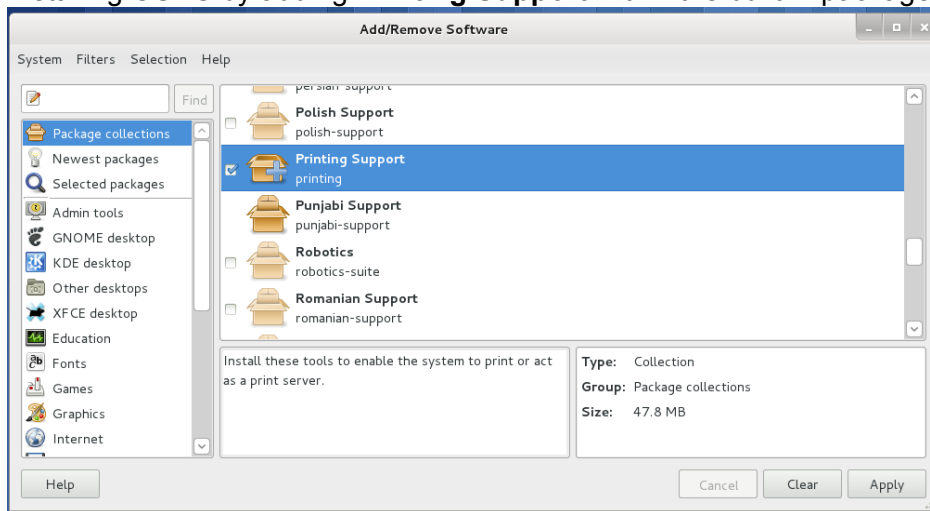 Add/Remove Software
System Filters Selection Help
Find
Package collections
Newest packages
Selected packages
Admin tools
GNOME desktop
KDE desktop
Other desktops
XFCE desktop
Education
Fonts
Games
Graphics
Internet
persian-support
Polish Support
polish-support
Printing Support
printing
Punjabi Support
punjabi-support
Robotics
robotics-suite
Romanian Support
romanian-support
Install these tools to enable the system to print or act
as a print server.
Type: Collection
Group: Package collections
Size: 47.8 MB
Help
Cancel
Clear
Apply